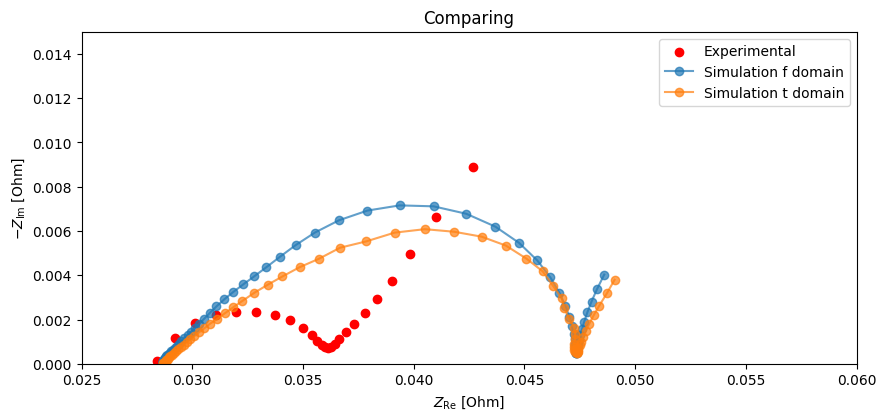 Comparing
Experimental
Simulation f domain
Simulation t domain
0.014
0.012
0.010
0.008
0.006
0.004
0.002
0.000
−Z_Im [Ohm]
0.025 0.030 0.035 0.040 0.045 0.050 0.055 0.060
Z_Re [Ohm]